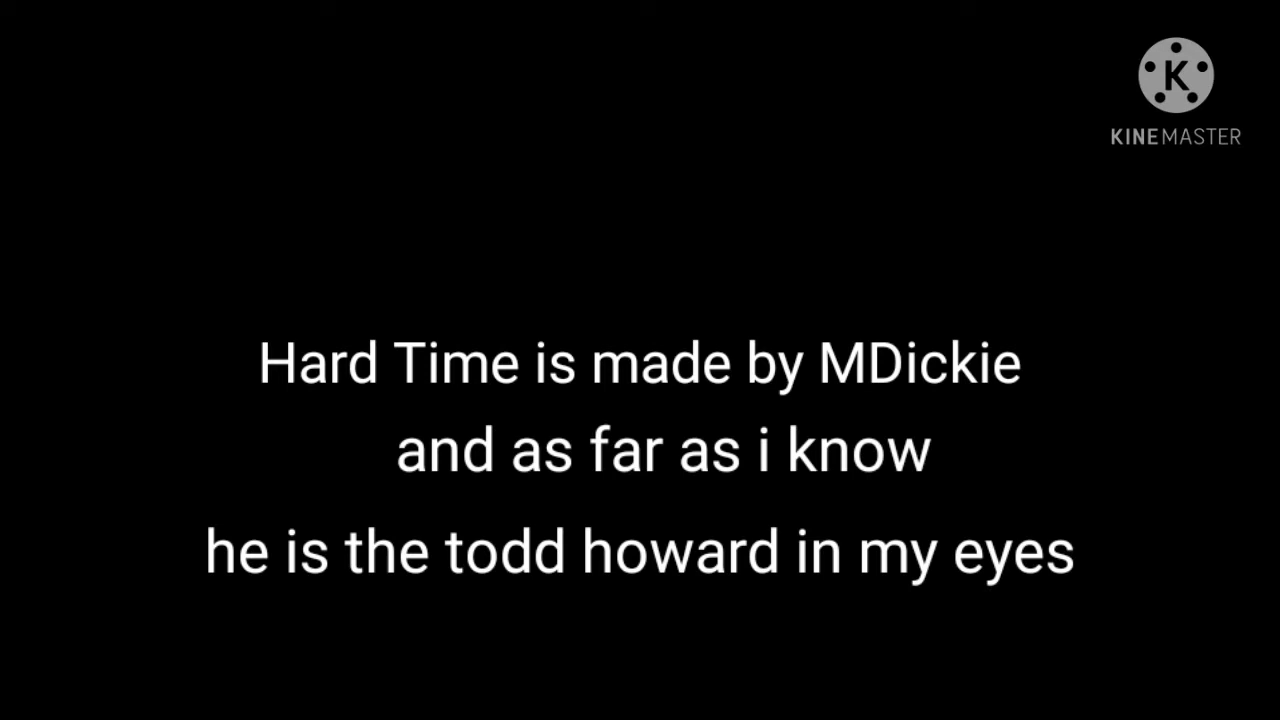 K
KINEMASTER
Hard Time is made by MDickie
and as far as i know
he is the todd howard in my eyes